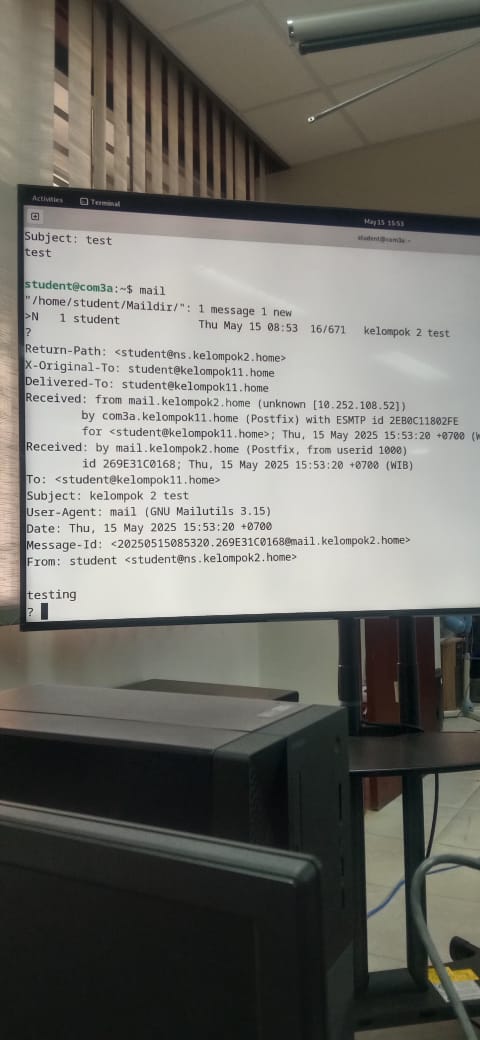 Activities Terminal
May 15 15:53
student@com3a:~
Subject: test
test
student@com3a:~$ mail
"/home/student/Maildir/": 1 message 1 new
>N   1 student            Thu May 15 08:53  16/671   kelompok 2 test
?
Return-Path: <student@ns.kelompok2.home>
X-Original-To: student@kelompok11.home
Delivered-To: student@kelompok11.home
Received: from mail.kelompok2.home (unknown [10.252.108.52])
        by com3a.kelompok11.home (Postfix) with ESMTP id 2EB0C11802FE
        for <student@kelompok11.home>; Thu, 15 May 2025 15:53:20 +0700 (W
Received: by mail.kelompok2.home (Postfix, from userid 1000)
        id 269E31C0168; Thu, 15 May 2025 15:53:20 +0700 (WIB)
To: <student@kelompok11.home>
Subject: kelompok 2 test
User-Agent: mail (GNU Mailutils 3.15)
Date: Thu, 15 May 2025 15:53:20 +0700
Message-Id: <20250515085320.269E31C0168@mail.kelompok2.home>
From: student <student@ns.kelompok2.home>
testing
?